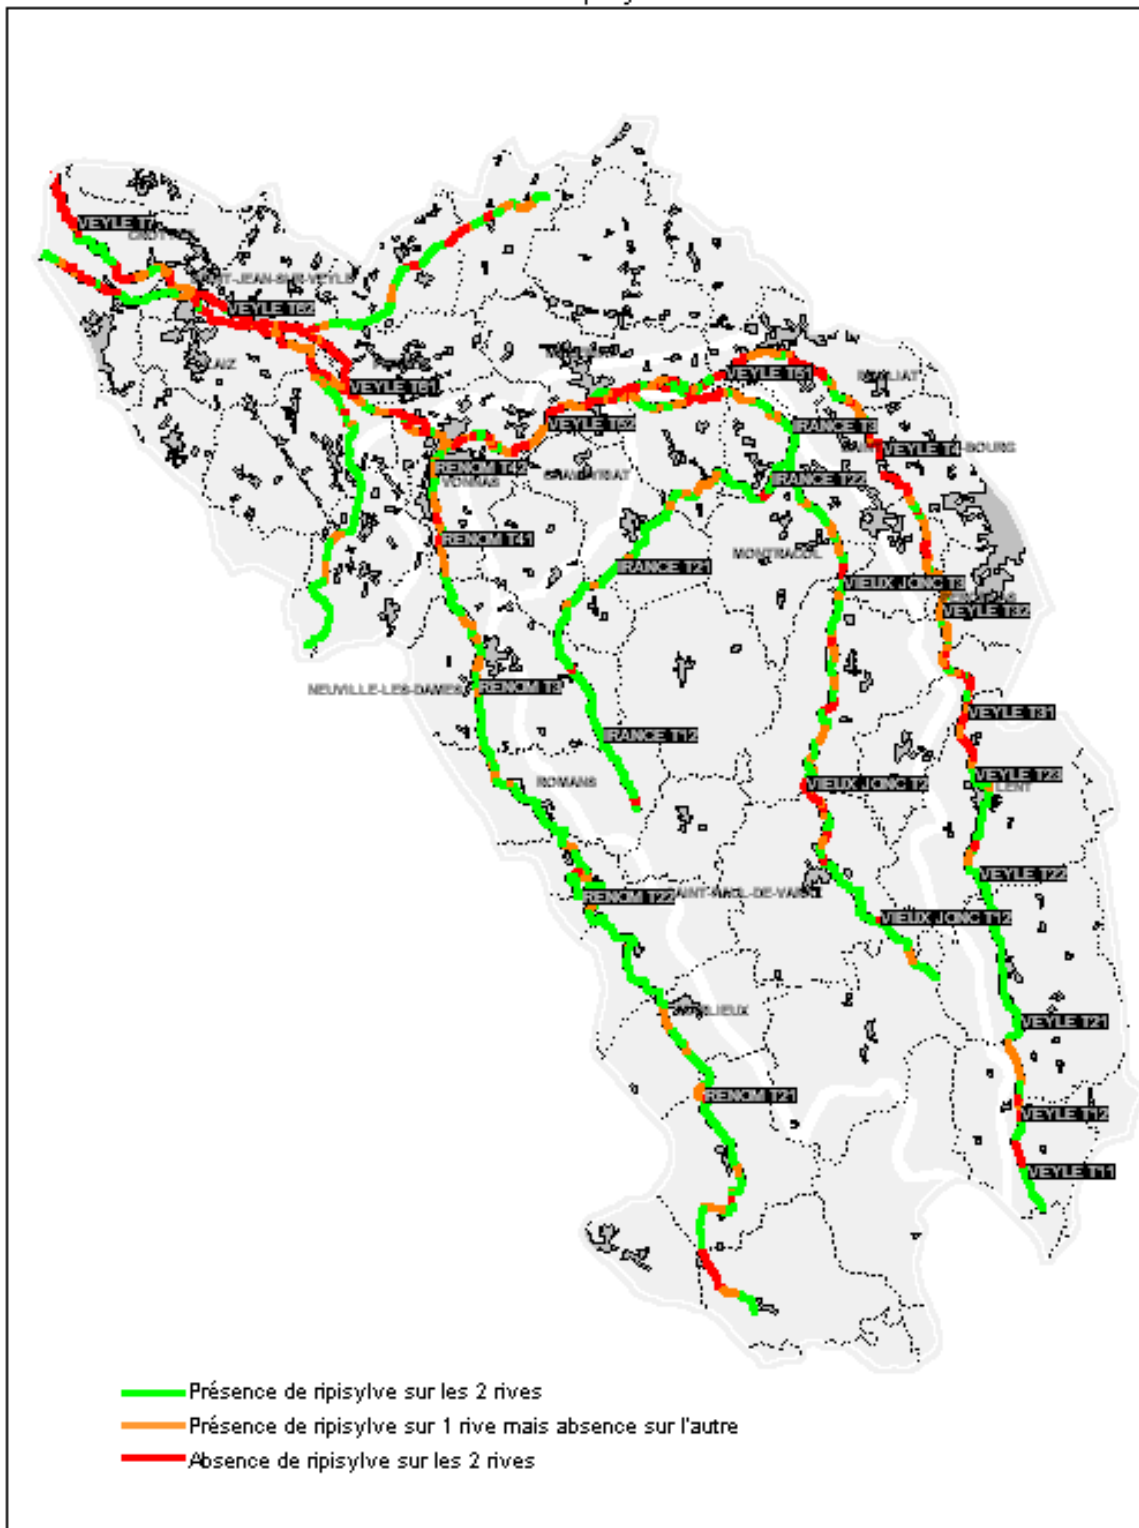 VEYLE T7
VEYLE T62
LAIZ
VEYLE T61
VEYLE T51
VEYLE T52
IRANCE T3
VEYLE T4
BOURG
RENOM T42
VONNAS
IRANCE T22
RENOM T41
MONTRACOL
IRANCE T21
VIEUX JONC T3
VEYLE T32
NEUVILLE-LES-DAMES
RENOM T3
VEYLE T31
IRANCE T12
VEYLE T23
ROMANS
VIEUX JONC T2
LENT
VEYLE T22
RENOM T22
VIEUX JONC T12
VEYLE T21
RENOM T21
VEYLE T12
VEYLE T11
Présence de ripisylve sur les 2 rives
Présence de ripisylve sur 1 rive mais absence sur l'autre
Absence de ripisylve sur les 2 rives